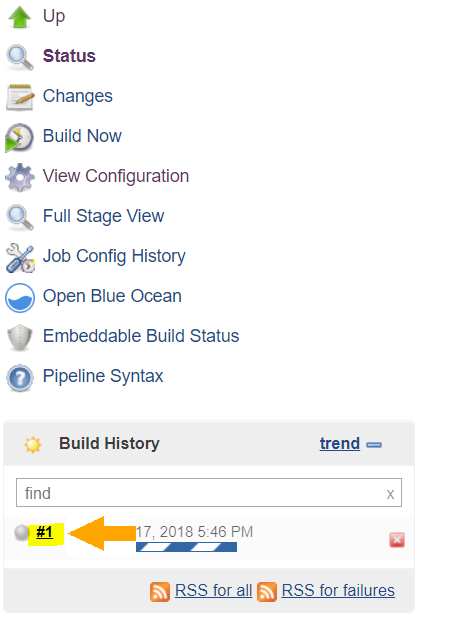 Up
Status
Changes
Build Now
View Configuration
Full Stage View
Job Config History
Open Blue Ocean
Embeddable Build Status
Pipeline Syntax
Build History trend
find x
#1 17, 2018 5:46 PM
RSS for all RSS for failures